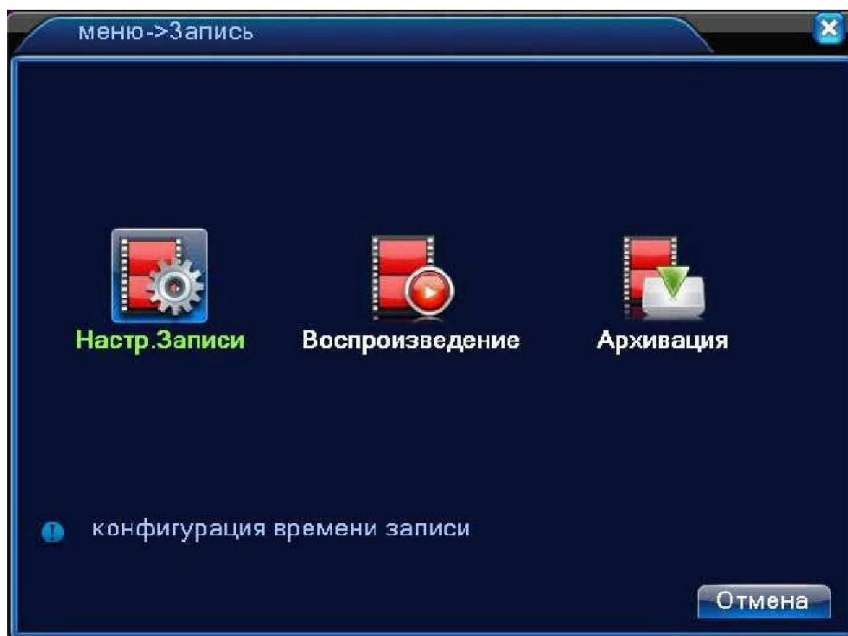 меню->Запись
Настр.Записи
Воспроизведение
Архивация
конфигурация времени записи
Отмена